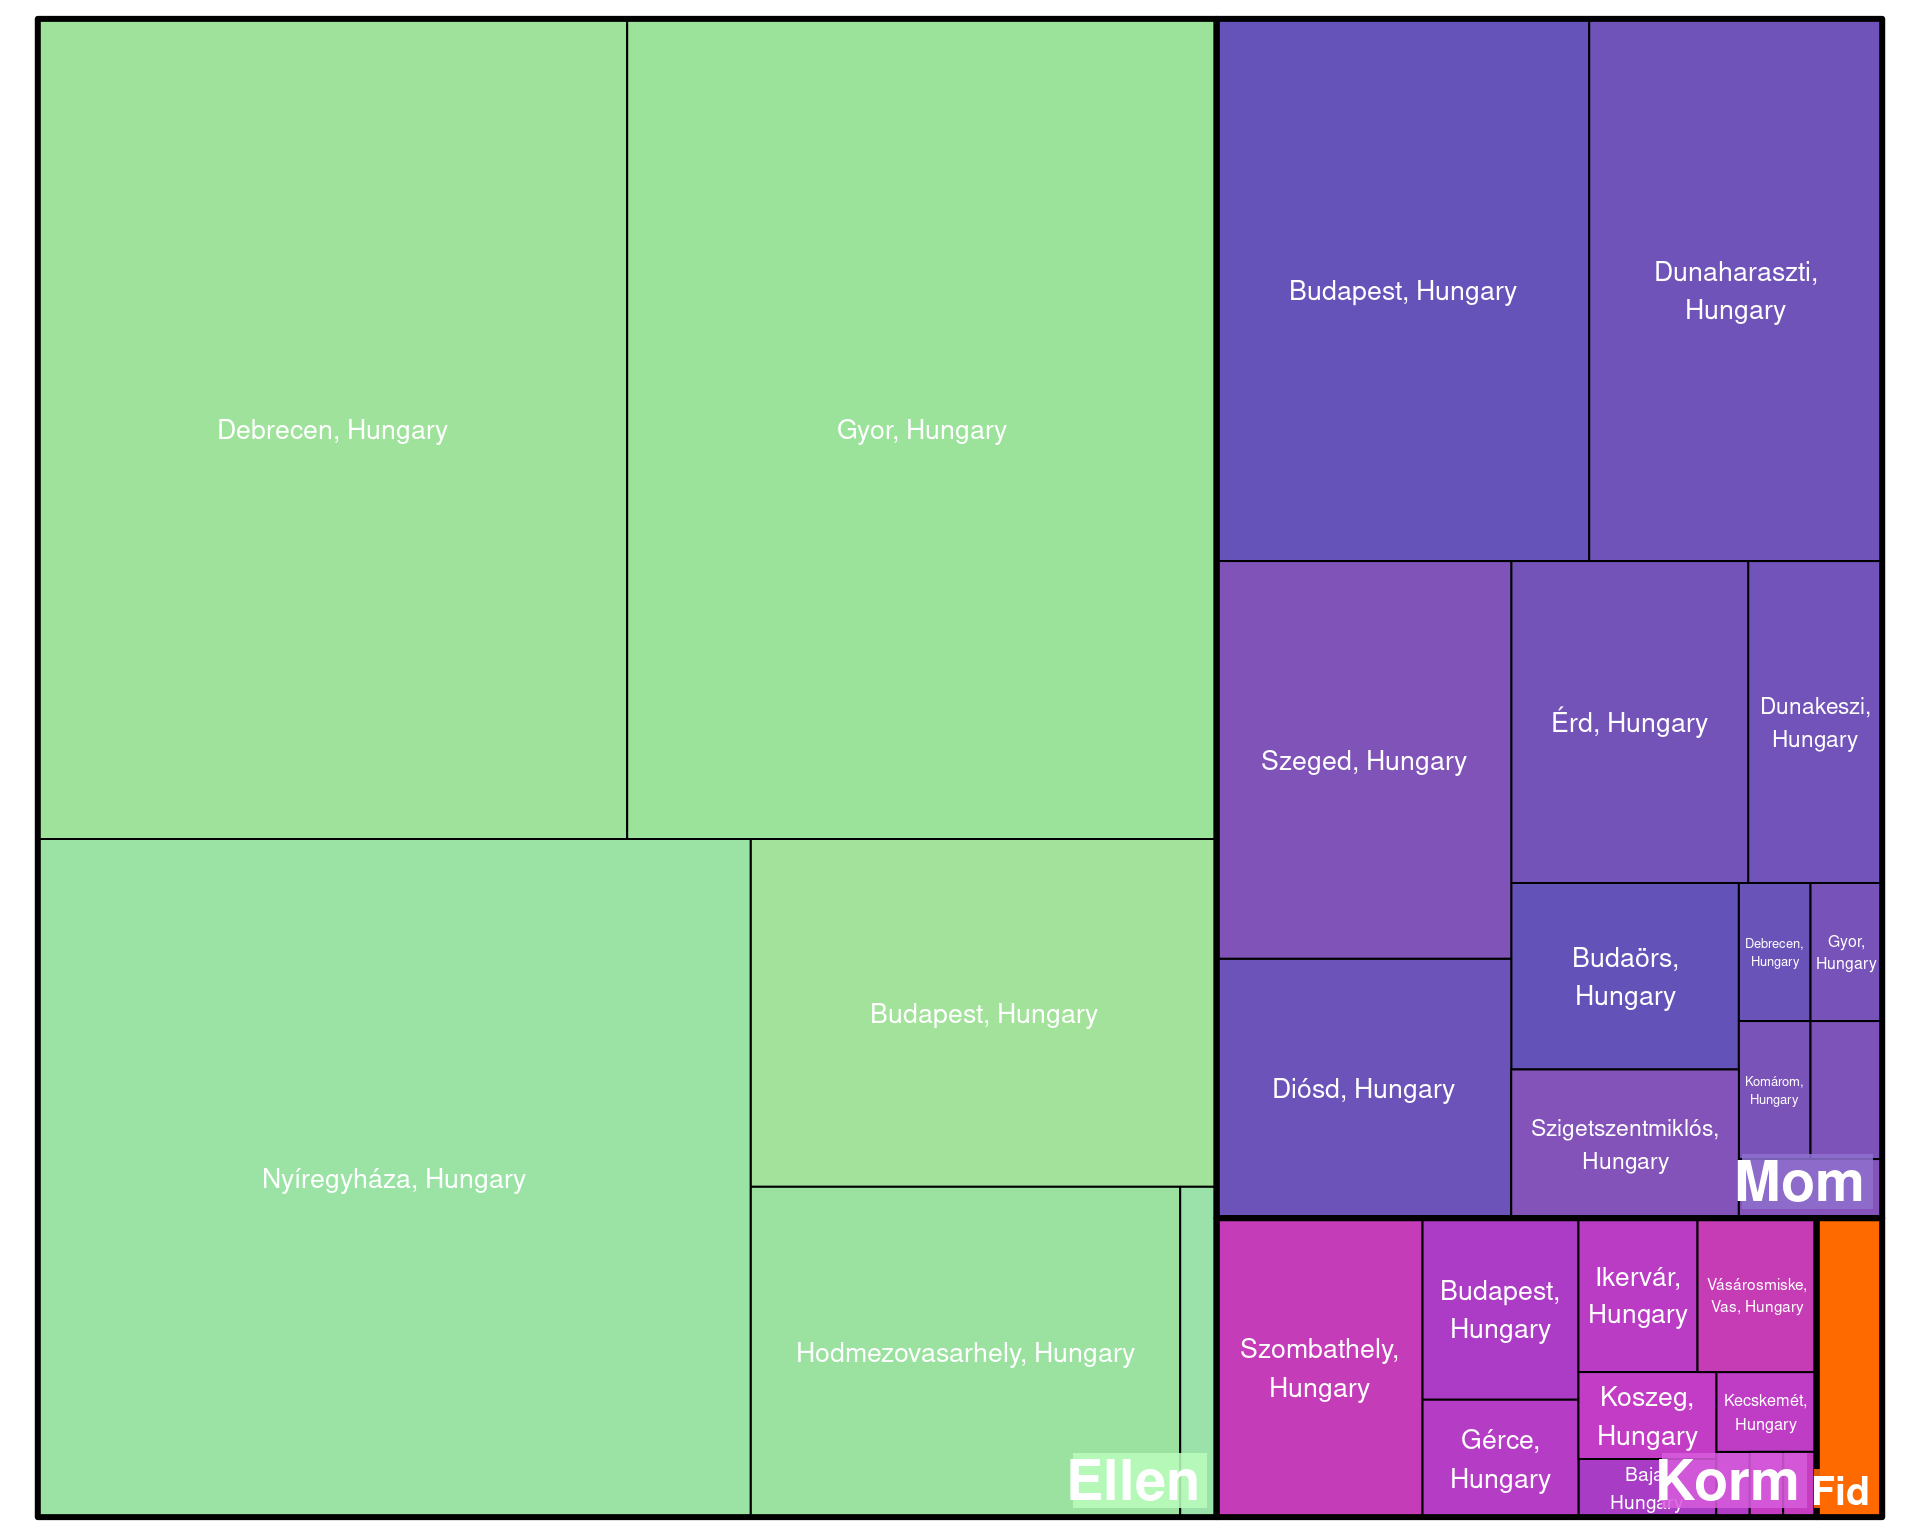 Debrecen, Hungary
Gyor, Hungary
Nyíregyháza, Hungary
Budapest, Hungary
Hodmezovasarhely, Hungary
Ellen
Budapest, Hungary
Dunaharaszti,
Hungary
Szeged, Hungary
Érd, Hungary
Dunakeszi,
Hungary
Diósd, Hungary
Budaörs,
Hungary
Debrecen,
Hungary
Gyor,
Hungary
Komárom,
Hungary
Szigetszentmiklós,
Hungary
Mom
Szombathely,
Hungary
Budapest,
Hungary
Gérce,
Hungary
Ikervár,
Hungary
Vásárosmiske,
Vas, Hungary
Koszeg,
Hungary
Kecskemét,
Hungary
Baja,
Hungary
Korm
Fid